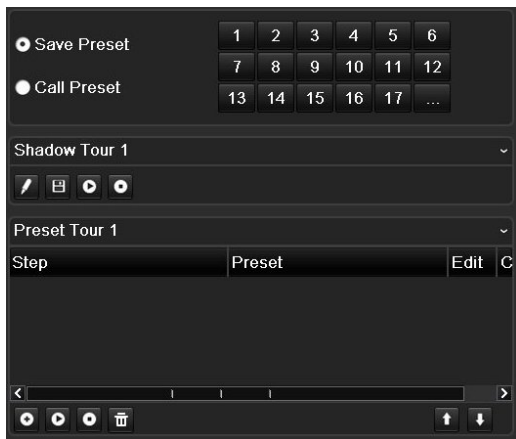 Save Preset
Call Preset
1 2 3 4 5 6
7 8 9 10 11 12
13 14 15 16 17 ...
Shadow Tour 1
Preset Tour 1
Step Preset Edit C